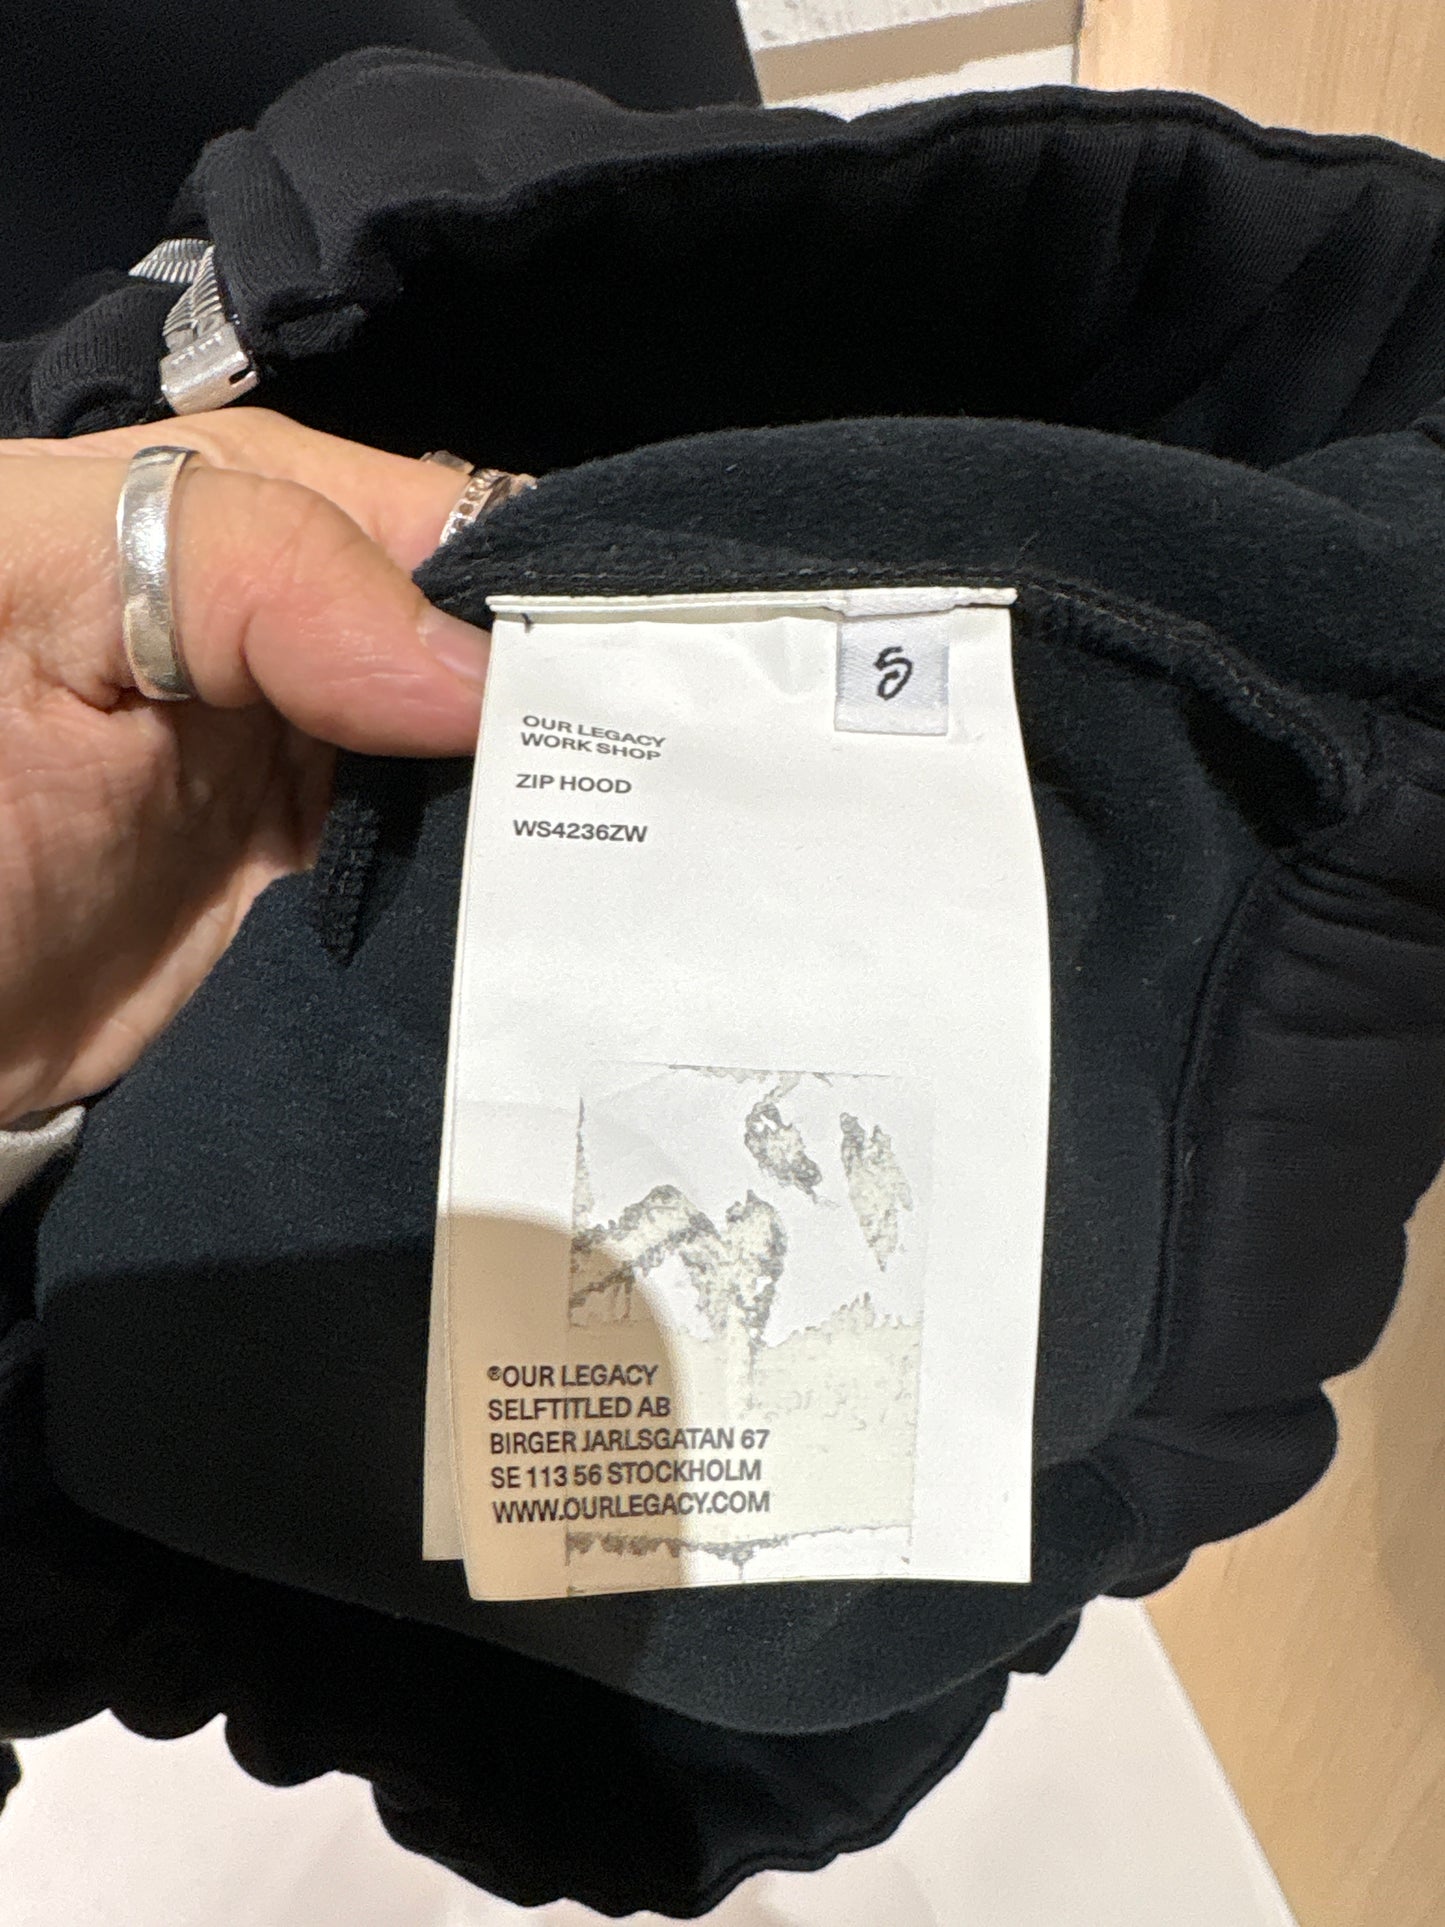 S
OUR LEGACY
WORK SHOP
ZIP HOOD
WS4236ZW
®OUR LEGACY
SELFTITLED AB
BIRGER JARLSGATAN 67
SE 113 56 STOCKHOLM
WWW.OURLEGACY.COM